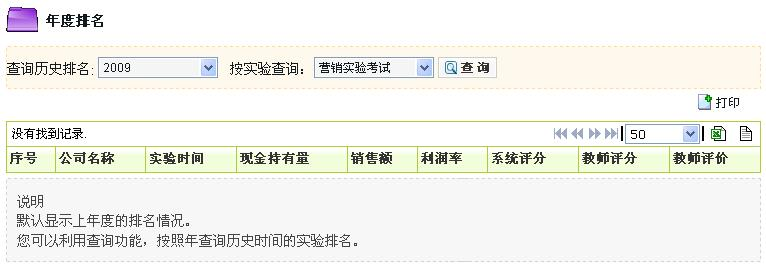 年度排名
查询历史排名: 2009 按实验查询: 营销实验考试 查 询
打印
没有找到记录. 50
序号 公司名称 实验时间 现金持有量 销售额 利润率 系统评分 教师评分 教师评价
说明
默认显示上年度的排名情况。
您可以利用查询功能，按照年查询历史时间的实验排名。